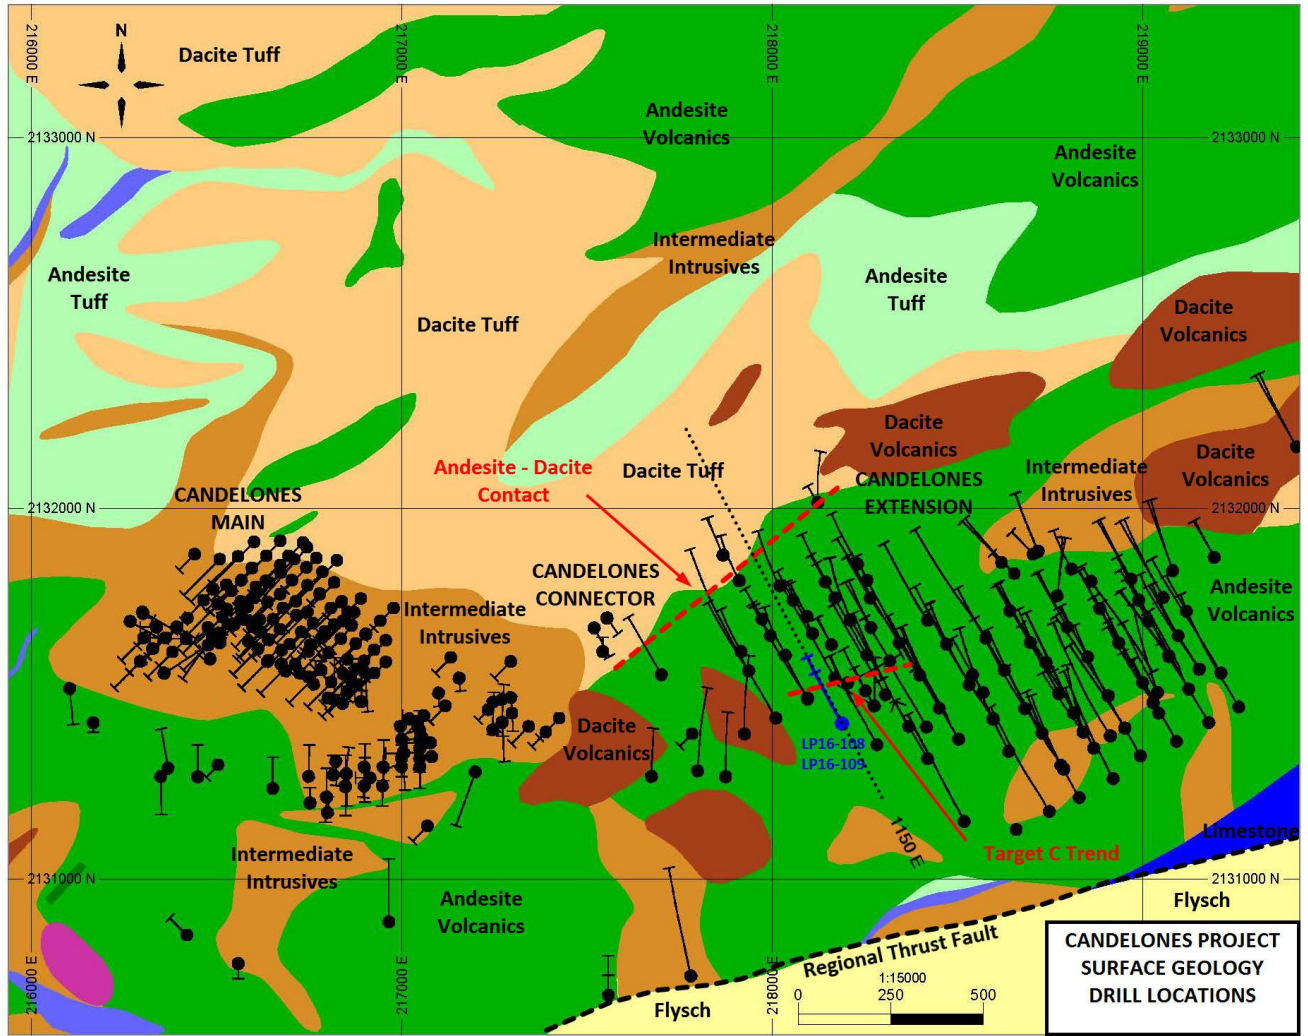 216000 E
217000 E
218000 E
219000 E
N
Dacite Tuff
Andesite
Volcanics
2133000 N
2133000 N
Andesite
Volcanics
Intermediate
Intrusives
Andesite
Tuff
Andesite
Tuff
Dacite Tuff
Dacite
Volcanics
Dacite
Volcanics
Andesite - Dacite
Contact
Dacite Tuff
Intermediate
Intrusives
Dacite
Volcanics
CANDELONES
MAIN
CANDELONES
EXTENSION
2132000 N
2132000 N
CANDELONES
CONNECTOR
Intermediate
Intrusives
Andesite
Volcanics
Dacite
Volcanics
LP16-108
LP16-109
1150 E
Target C Trend
Limestone
Intermediate
Intrusives
2131000 N
2131000 N
Andesite
Volcanics
Flysch
Regional Thrust Fault
Flysch
216000 E
217000 E
218000 E
1:15000
0
250
500
CANDELONES PROJECT
SURFACE GEOLOGY
DRILL LOCATIONS